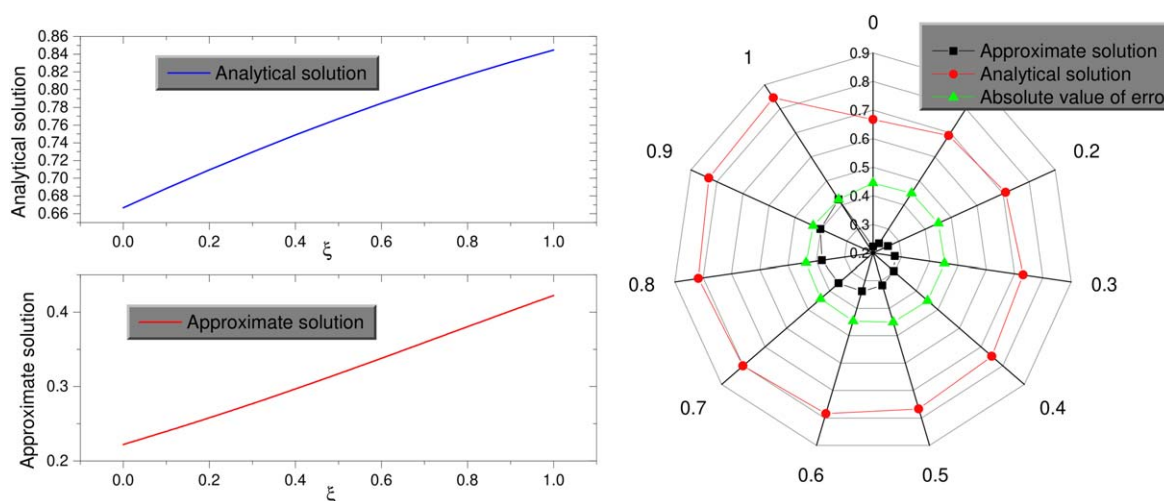 Analytical solution
0.86
0.84
0.82
0.80
0.78
0.76
0.74
0.72
0.70
0.68
0.66
Analytical solution
0.0 0.2 0.4 0.6 0.8 1.0
ξ
Approximate solution
0.4
0.3
0.2
Approximate solution
0.0 0.2 0.4 0.6 0.8 1.0
ξ
Approximate solution
Analytical solution
Absolute value of error
0
0.2
0.3
0.4
0.5
0.6
0.7
0.8
0.9
1
0.9
0.8
0.7
0.6
0.5
0.4
0.3
0.2